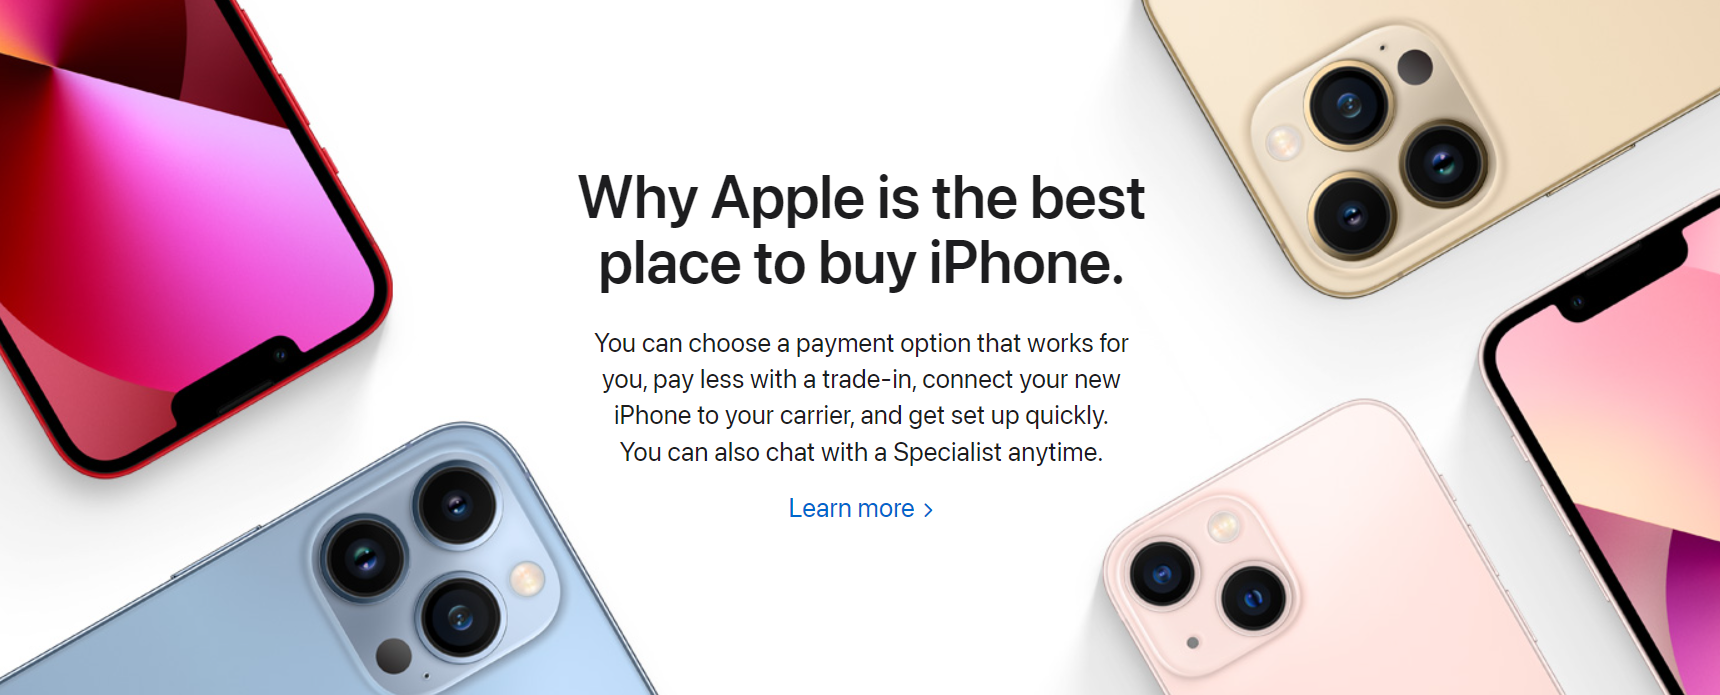 Why Apple is the best
place to buy iPhone.
You can choose a payment option that works for
you, pay less with a trade-in, connect your new
iPhone to your carrier, and get set up quickly.
You can also chat with a Specialist anytime.
Learn more >